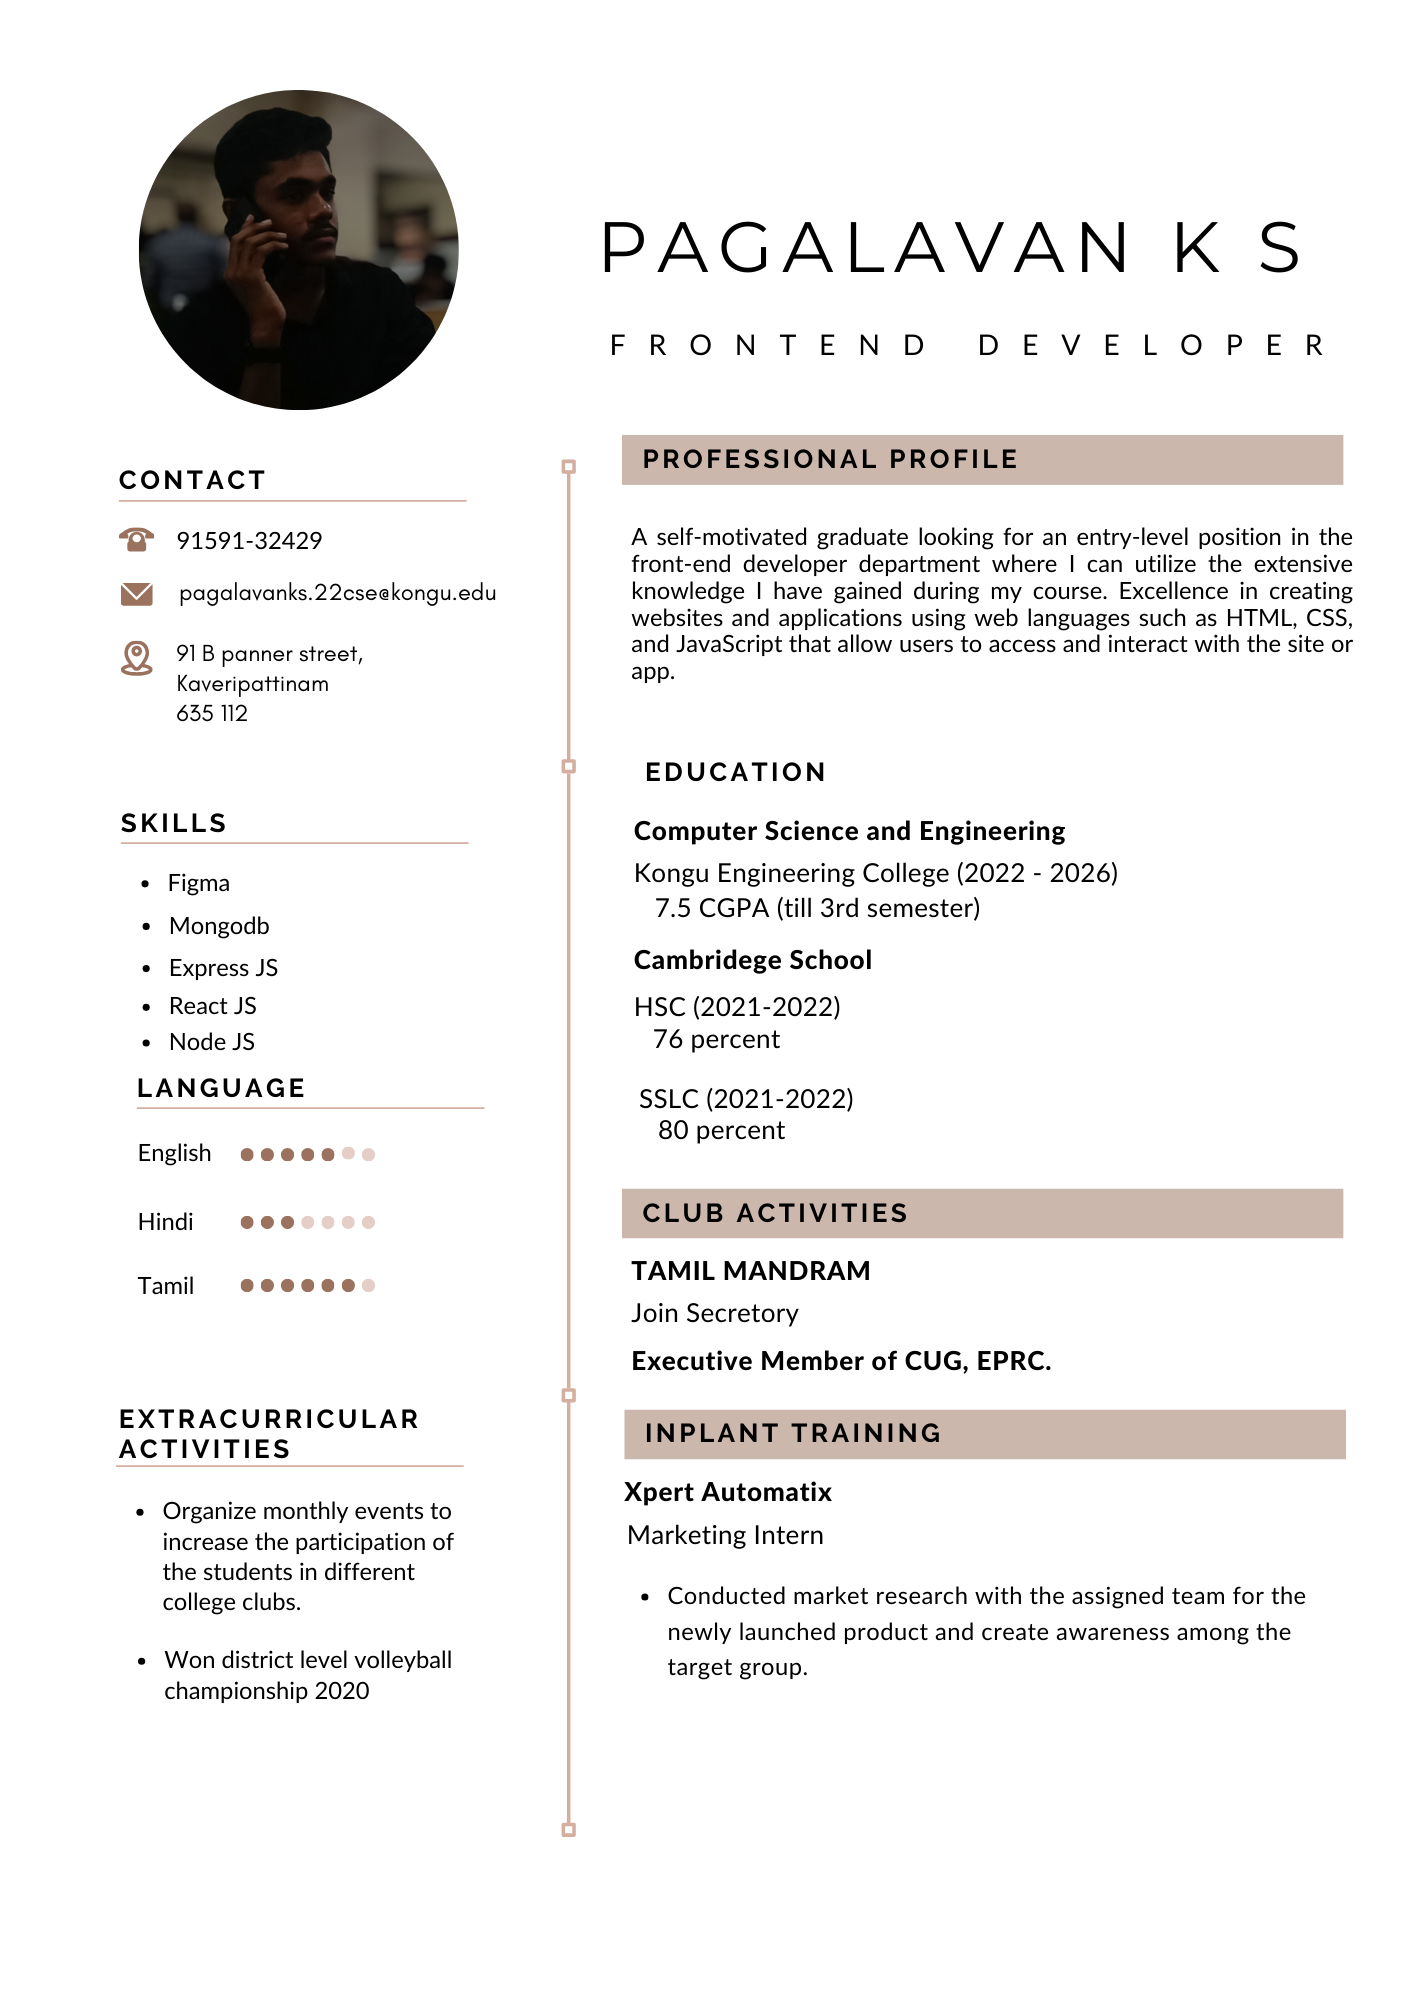 PAGALAVAN K S
FRONTEND DEVELOPER
CONTACT
91591-32429
pagalavanks.22cse@kongu.edu
91 B panner street,
Kaveripattinam
635 112
SKILLS
• Figma
• Mongodb
• Express JS
• React JS
• Node JS
LANGUAGE
English
Hindi
Tamil
EXTRACURRICULAR
ACTIVITIES
• Organize monthly events to
increase the participation of
the students in different
college clubs.
• Won district level volleyball
championship 2020
PROFESSIONAL PROFILE
A self-motivated graduate looking for an entry-level position in the
front-end developer department where I can utilize the extensive
knowledge I have gained during my course. Excellence in creating
websites and applications using web languages such as HTML, CSS,
and JavaScript that allow users to access and interact with the site or
app.
EDUCATION
Computer Science and Engineering
Kongu Engineering College (2022 - 2026)
7.5 CGPA (till 3rd semester)
Cambridege School
HSC (2021-2022)
76 percent
SSLC (2021-2022)
80 percent
CLUB ACTIVITIES
TAMIL MANDRAM
Join Secretory
Executive Member of CUG, EPRC.
INPLANT TRAINING
Xpert Automatix
Marketing Intern
• Conducted market research with the assigned team for the
newly launched product and create awareness among the
target group.